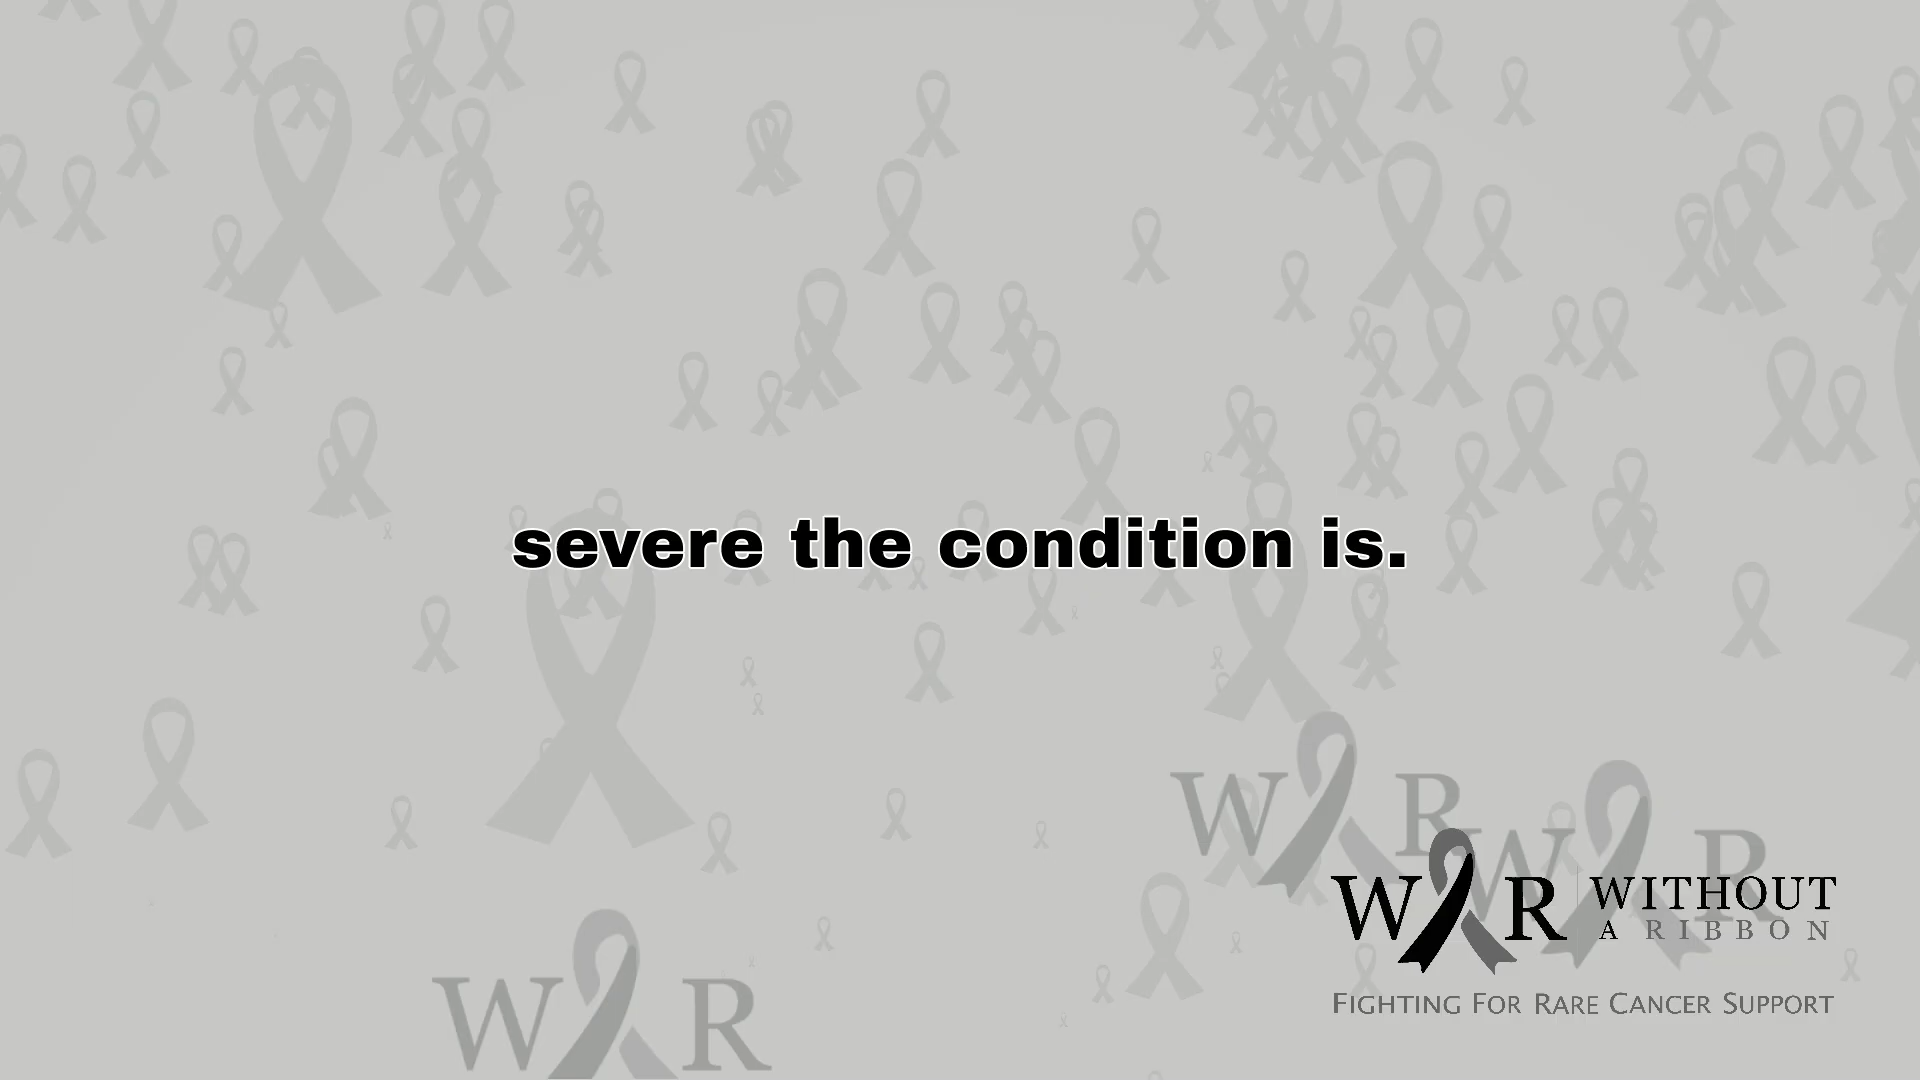 severe the condition is.
W R
W R
W R WITHOUT
A RIBBON
FIGHTING FOR RARE CANCER SUPPORT
W R